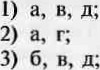 1) а, в, д;
2) а, г;
3) б, в, д;